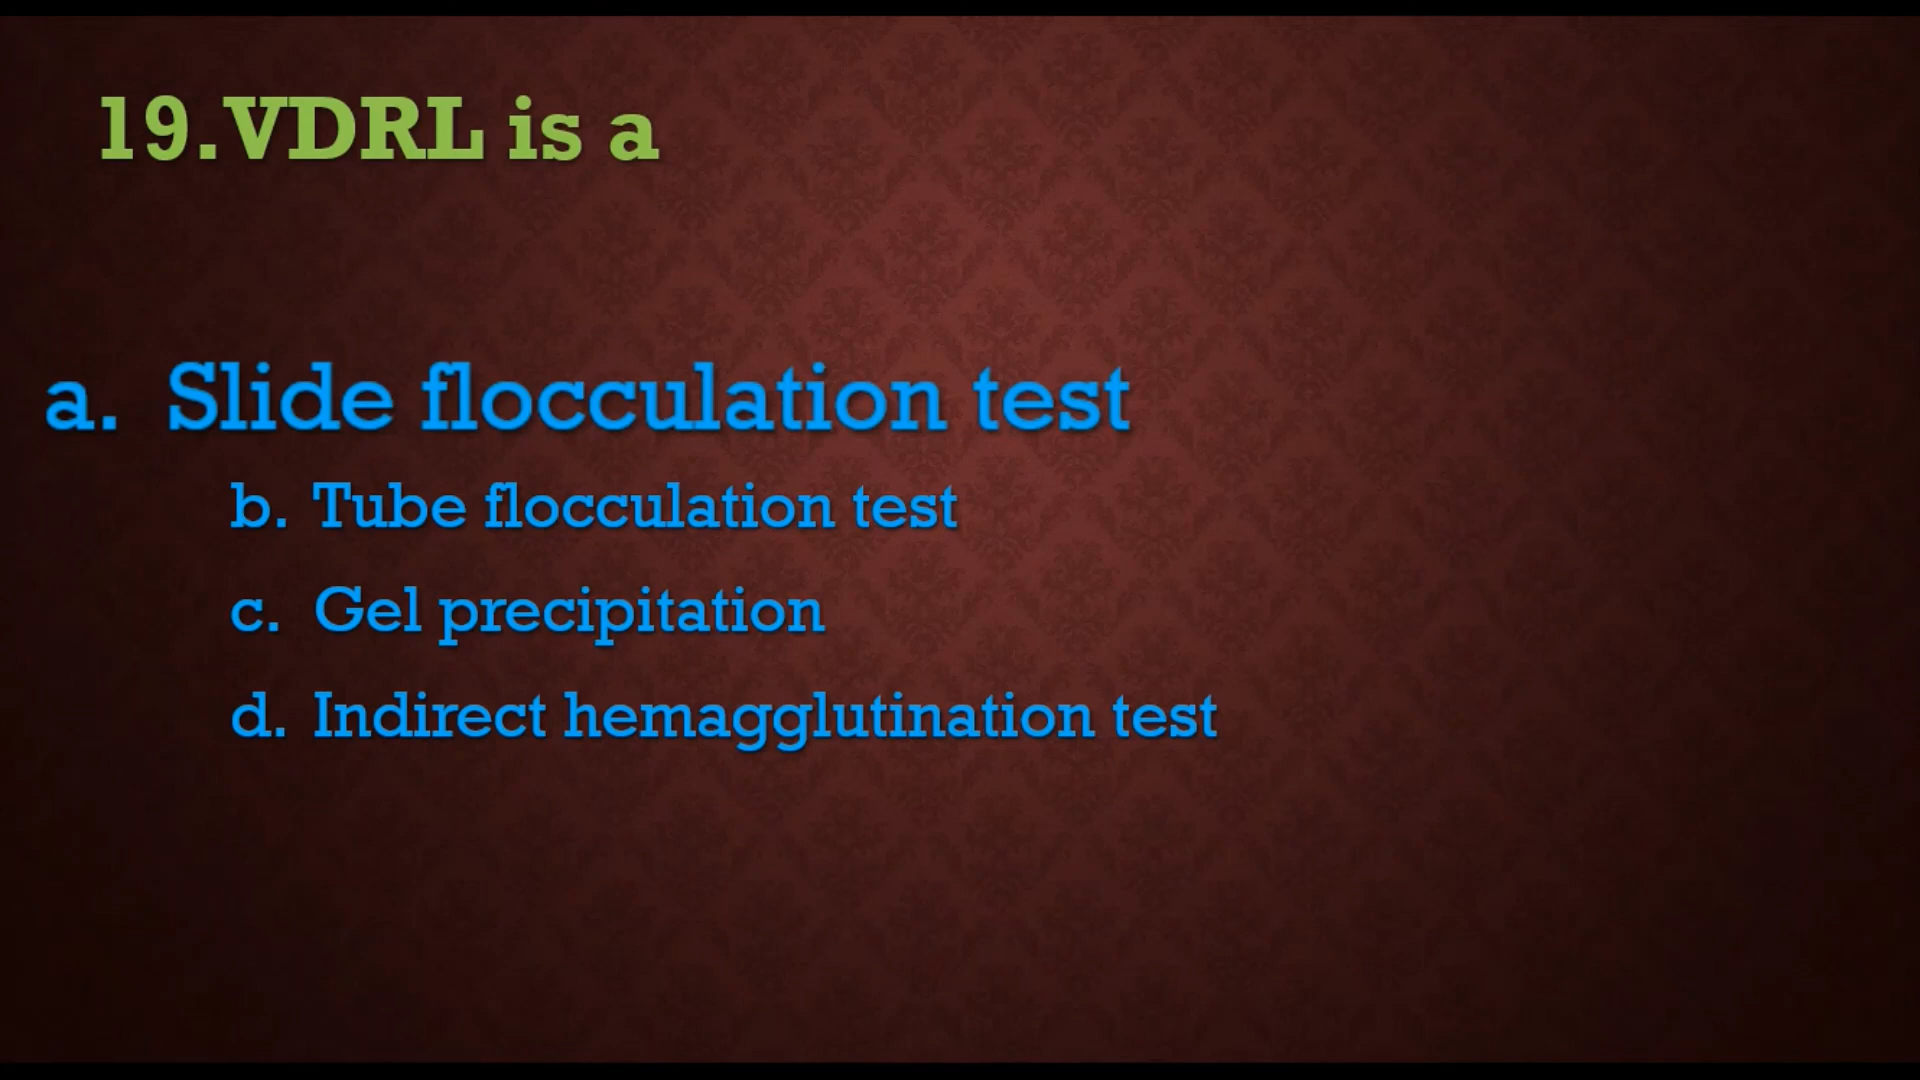 19.VDRL is a
a. Slide flocculation test
b. Tube flocculation test
c. Gel precipitation
d. Indirect hemagglutination test